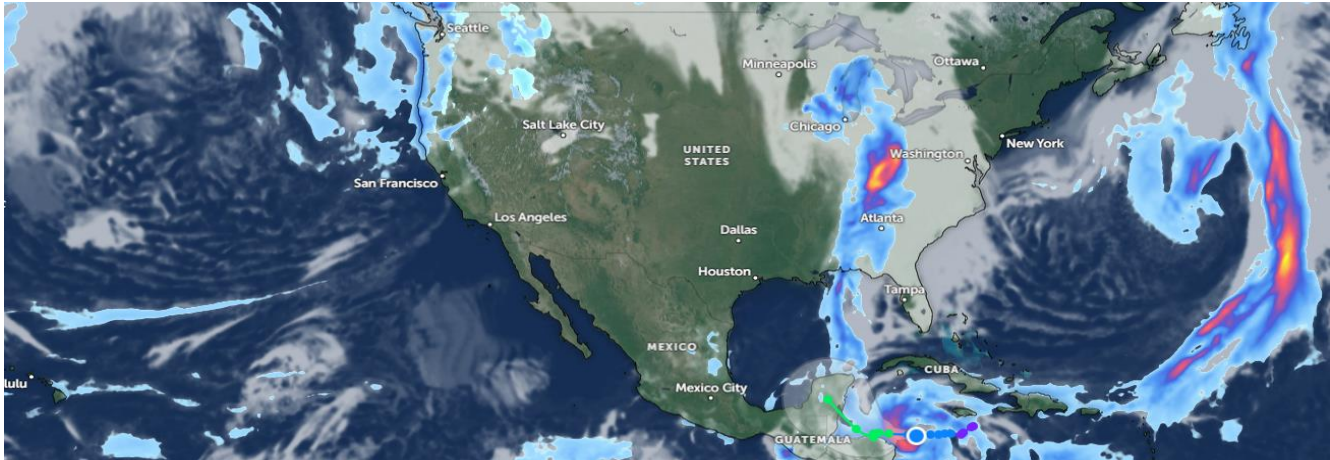 Seattle
Minneapolis
Ottawa
Salt Lake City
Chicago
UNITED
STATES
Washington
New York
San Francisco
Los Angeles
Atlanta
Dallas
Houston
Tampa
MEXICO
CUBA
lulu
Mexico City
GUATEMALA